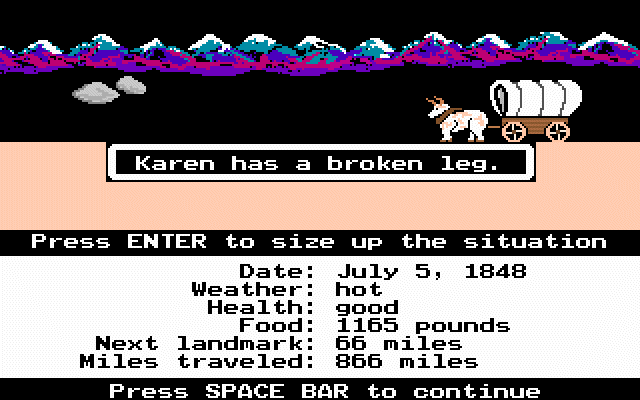 Karen has a broken leg.
Press ENTER to size up the situation
Date: July 5, 1848
Weather: hot
Health: good
Food: 1165 pounds
Next landmark: 66 miles
Miles traveled: 866 miles
Press SPACE BAR to continue